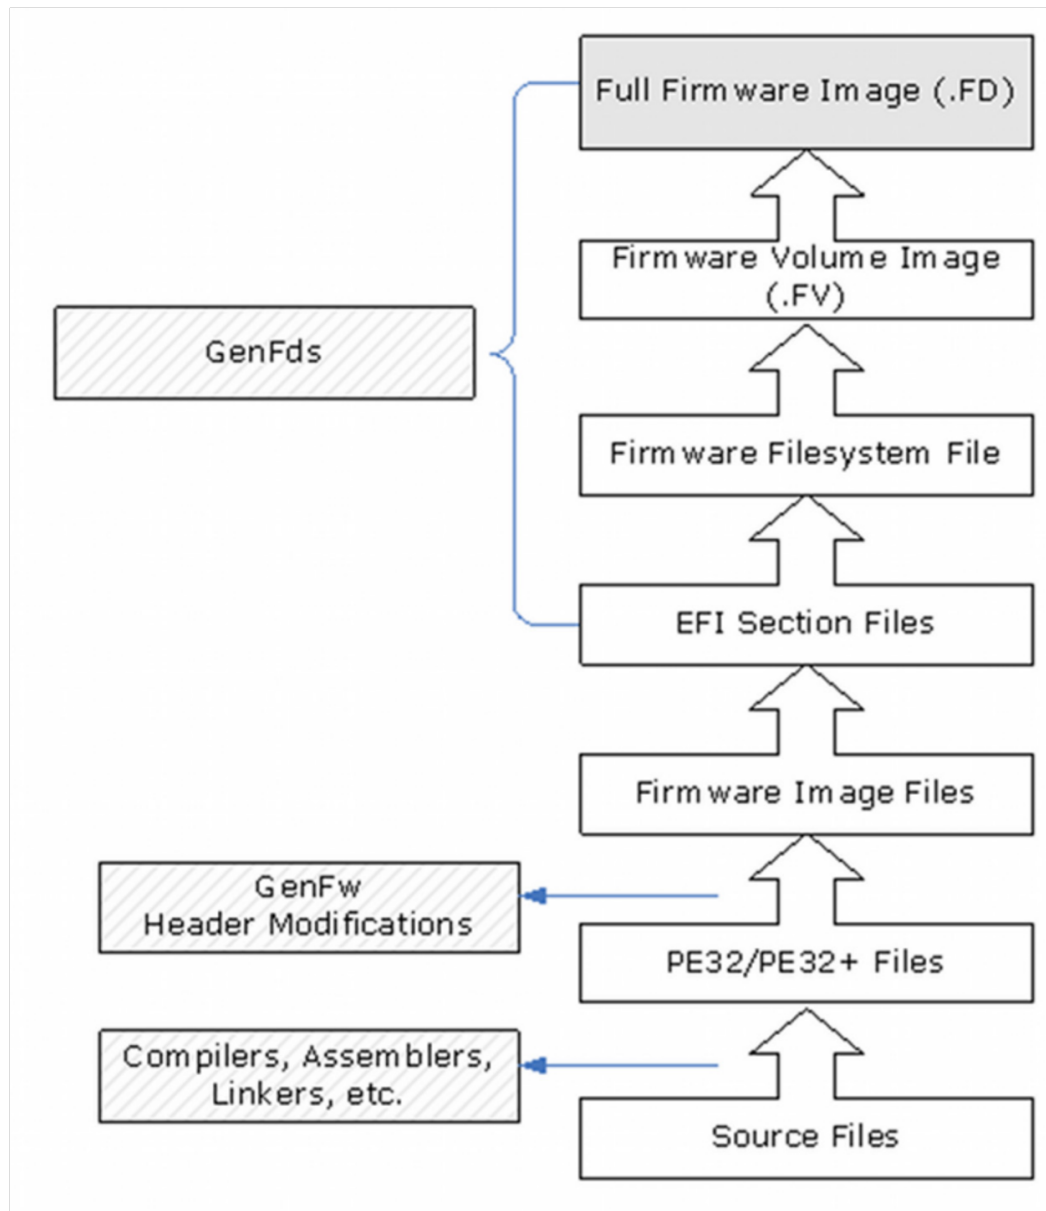 Full Firmware Image (.FD)
Firmware Volume Image
(.FV)
GenFds
Firmware Filesystem File
EFI Section Files
Firmware Image Files
GenFw
Header Modifications
PE32/PE32+ Files
Compilers, Assemblers,
Linkers, etc.
Source Files